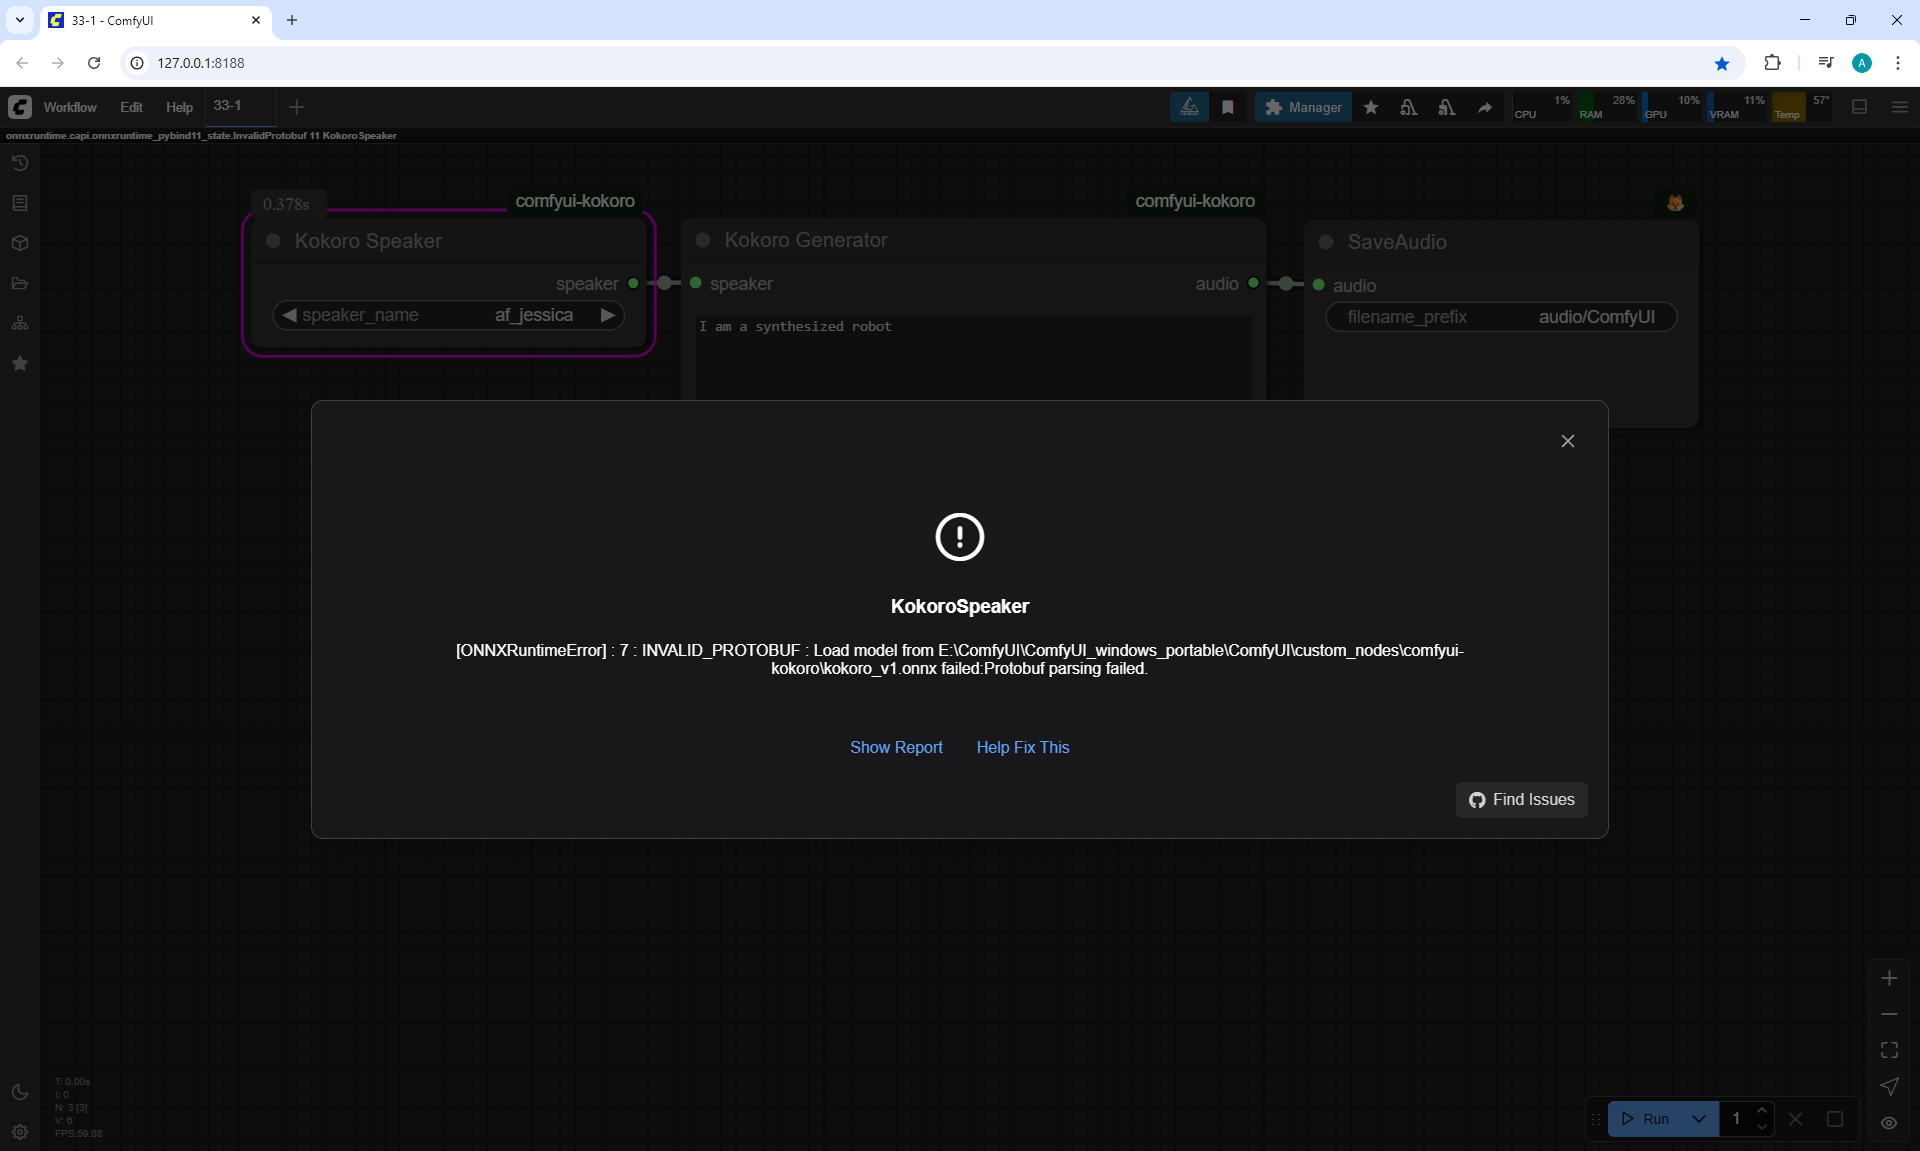 33-1 - ComfyUI
127.0.0.1:8188
Workflow Edit Help 33-1
Manager
1% CPU
28% RAM
10% GPU
11% VRAM
57° Temp
onnxruntime.capi.onnxruntime_pybind11_state.InvalidProtobuf 11 KokoroSpeaker
0.378s
comfyui-kokoro
comfyui-kokoro
Kokoro Speaker
Kokoro Generator
SaveAudio
speaker
speaker
audio
audio
speaker_name af_jessica
filename_prefix audio/ComfyUI
I am a synthesized robot
KokoroSpeaker
[ONNXRuntimeError] : 7 : INVALID_PROTOBUF : Load model from E:\ComfyUI\ComfyUI_windows_portable\ComfyUI\custom_nodes\comfyui-
kokoro\kokoro_v1.onnx failed:Protobuf parsing failed.
Show Report Help Fix This
Find Issues
T: 0.00s
I: 0
N: 3 [3]
V: 6
FPS:59.88
Run 1
A